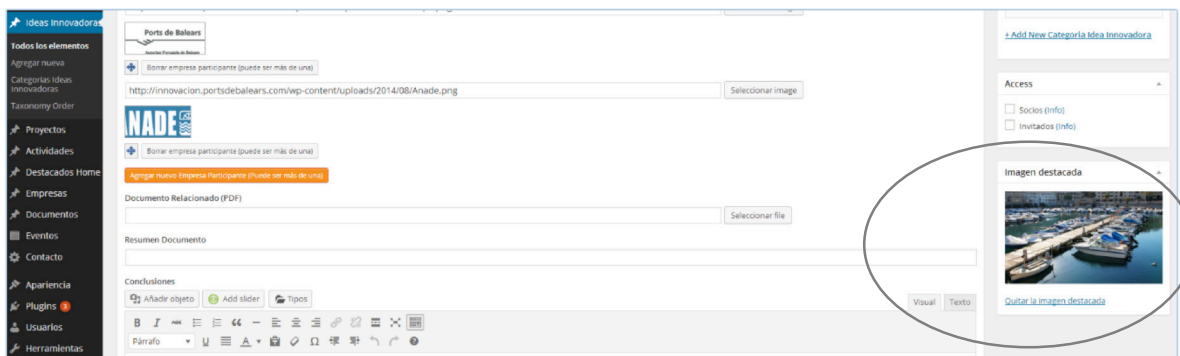 Ideas Innovadoras
Todos los elementos
Agregar nueva
Categorias Ideas
Innovadoras
Taxonomy Order
Proyectos
Actividades
Destacados Home
Empresas
Documentos
Eventos
Contacto
Apariencia
Plugins 3
Usuarios
Herramientas
Ports de Balears
Borrar empresa participante (puede ser más de una)
http://innovacion.portsdebalears.com/wp-content/uploads/2014/08/Anade.png
Seleccionar image
ANADE
Borrar empresa participante (puede ser más de una)
Agregar nuevo Empresa Participante (Puede ser más de una)
Documento Relacionado (PDF)
Seleccionar file
Resumen Documento
Conclusiones
Añadir objeto
Add slider
Tipos
Visual
Texto
B I ABC
Párrafo
U A Ω
+ Add New Categoría Idea Innovadora
Access
Socios (Info)
Invitados (Info)
Imagen destacada
Quitar la imagen destacada